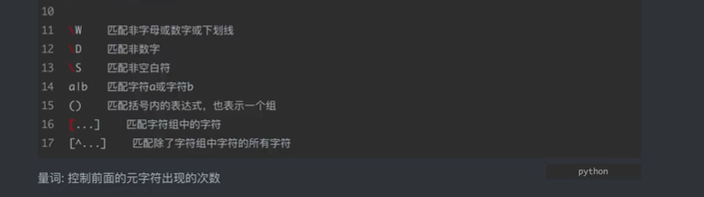 10
11 \W 匹配非字母或数字或下划线
12 \D 匹配非数字
13 \S 匹配非空白符
14 a|b 匹配字符a或字符b
15 () 匹配括号内的表达式，也表示一个组
16 [...] 匹配字符组中的字符
17 [^...] 匹配除了字符组中字符的所有字符
python
量词: 控制前面的元字符出现的次数